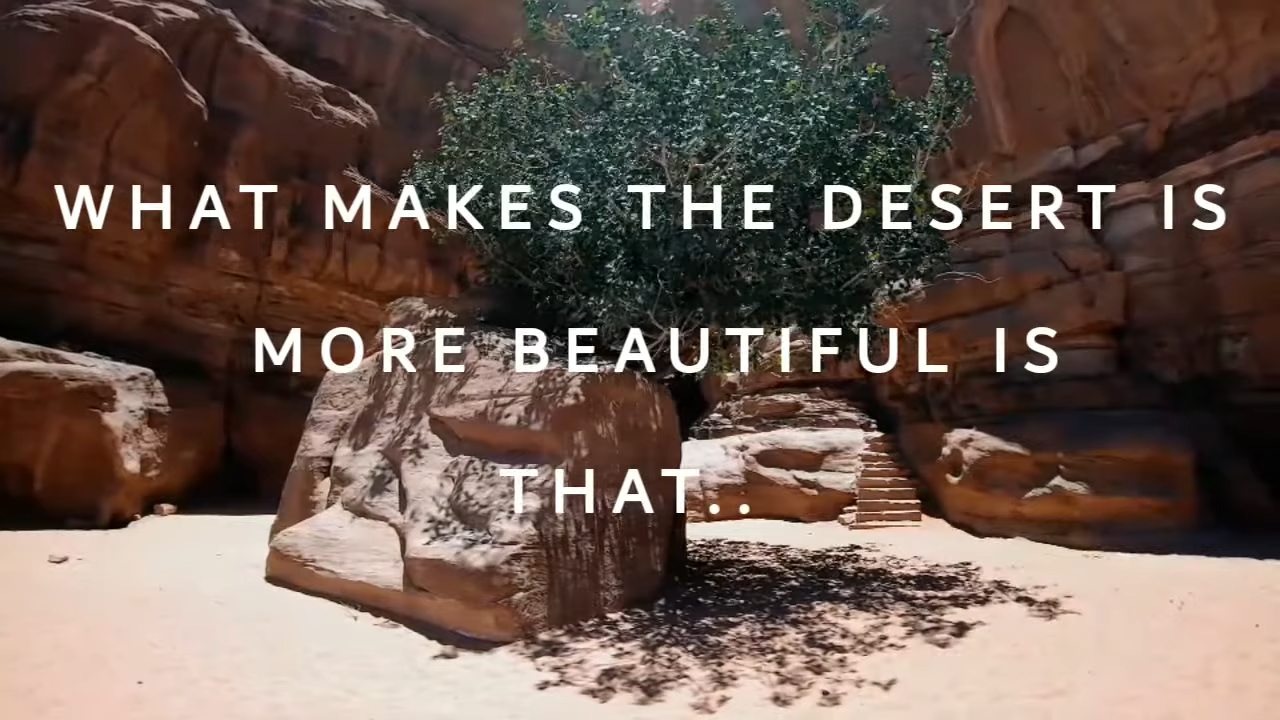 WHAT MAKES THE DESERT IS
MORE BEAUTIFUL IS
THAT..